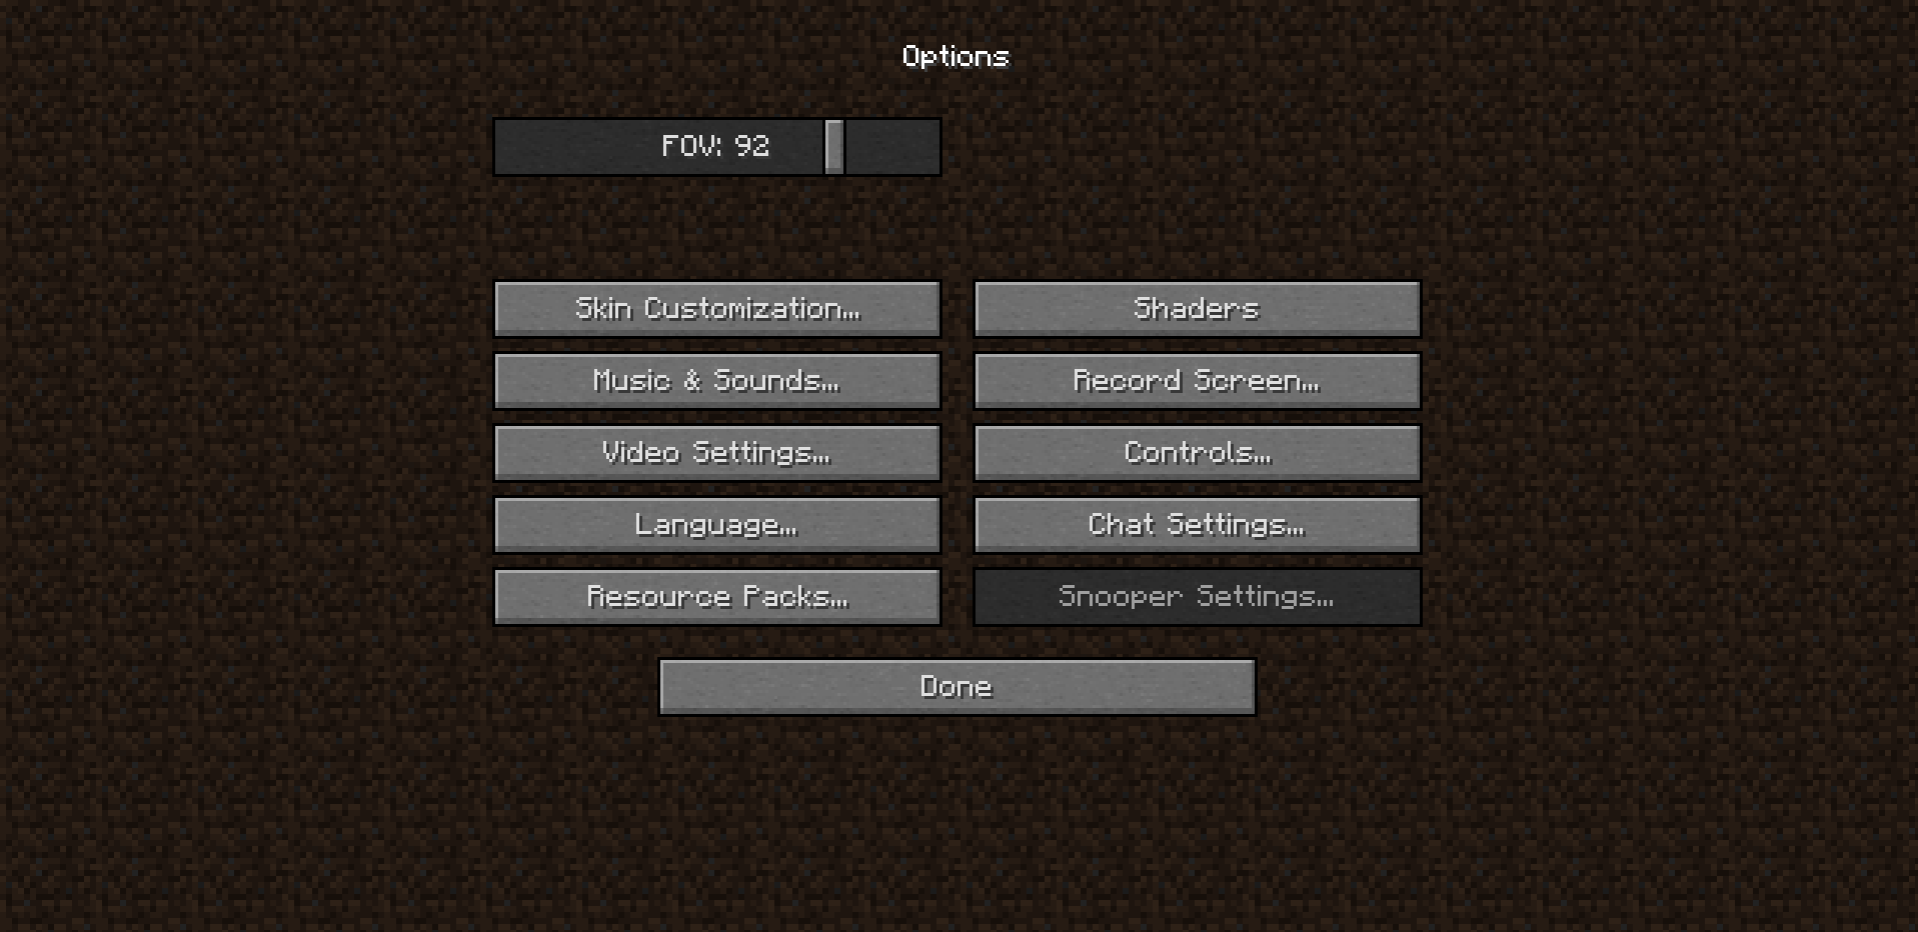 Options
FOV: 92
Skin Customization...
Shaders
Music & Sounds...
Record Screen...
Video Settings...
Controls...
Language...
Chat Settings...
Resource Packs...
Snooper Settings...
Done